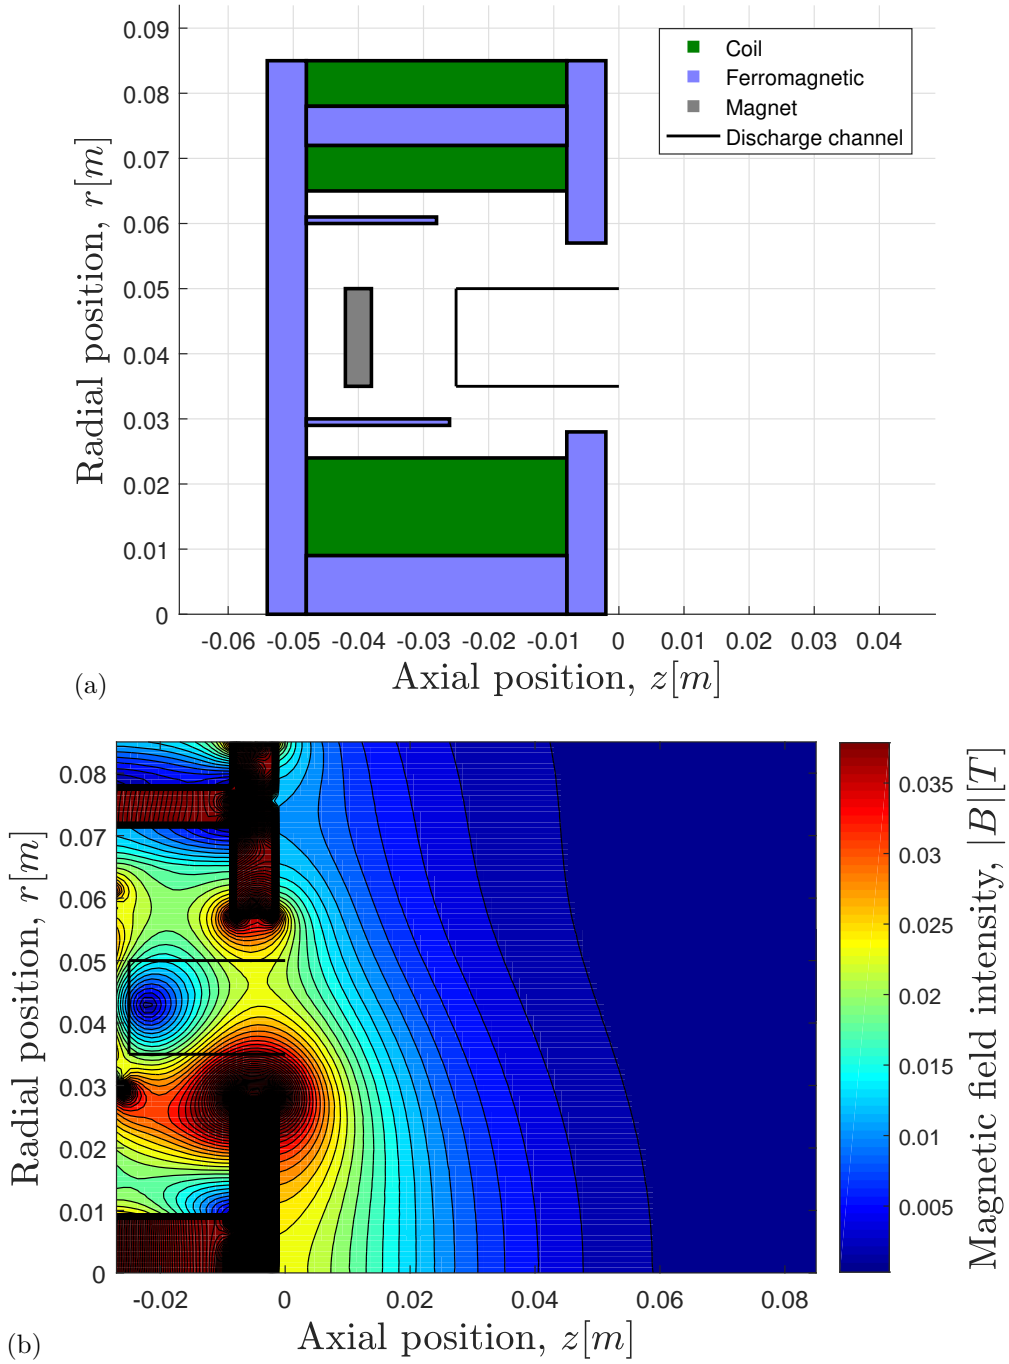 0.09
0.08
0.07
0.06
0.05
0.04
0.03
0.02
0.01
0
Radial position, r[m]
Coil
Ferromagnetic
Magnet
Discharge channel
-0.06 -0.05 -0.04 -0.03 -0.02 -0.01 0 0.01 0.02 0.03 0.04
Axial position, z[m]
(a)
0.08
0.07
0.06
0.05
0.04
0.03
0.02
0.01
0
Radial position, r[m]
-0.02 0 0.02 0.04 0.06 0.08
Axial position, z[m]
(b)
0.035
0.03
0.025
0.02
0.015
0.01
0.005
Magnetic field intensity, |B|[T]